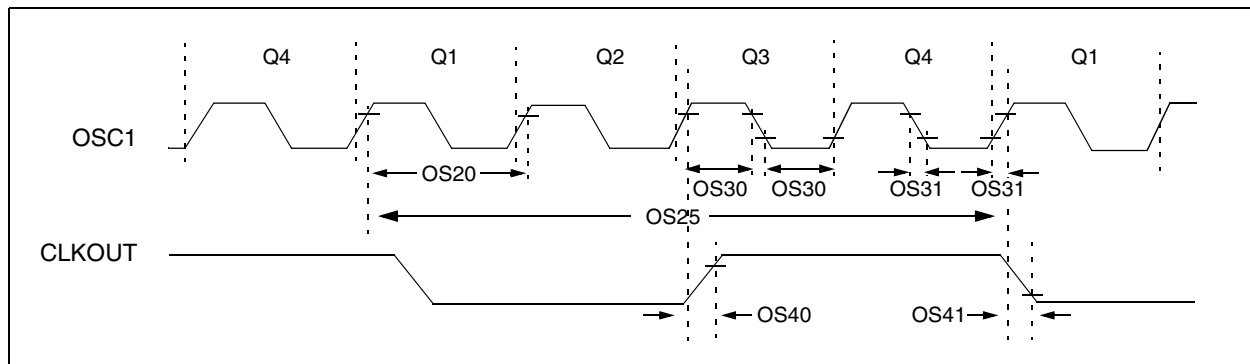 Q4 Q1 Q2 Q3 Q4 Q1
OSC1
OS20 OS30 OS30 OS31 OS31
OS25
CLKOUT
OS40 OS41